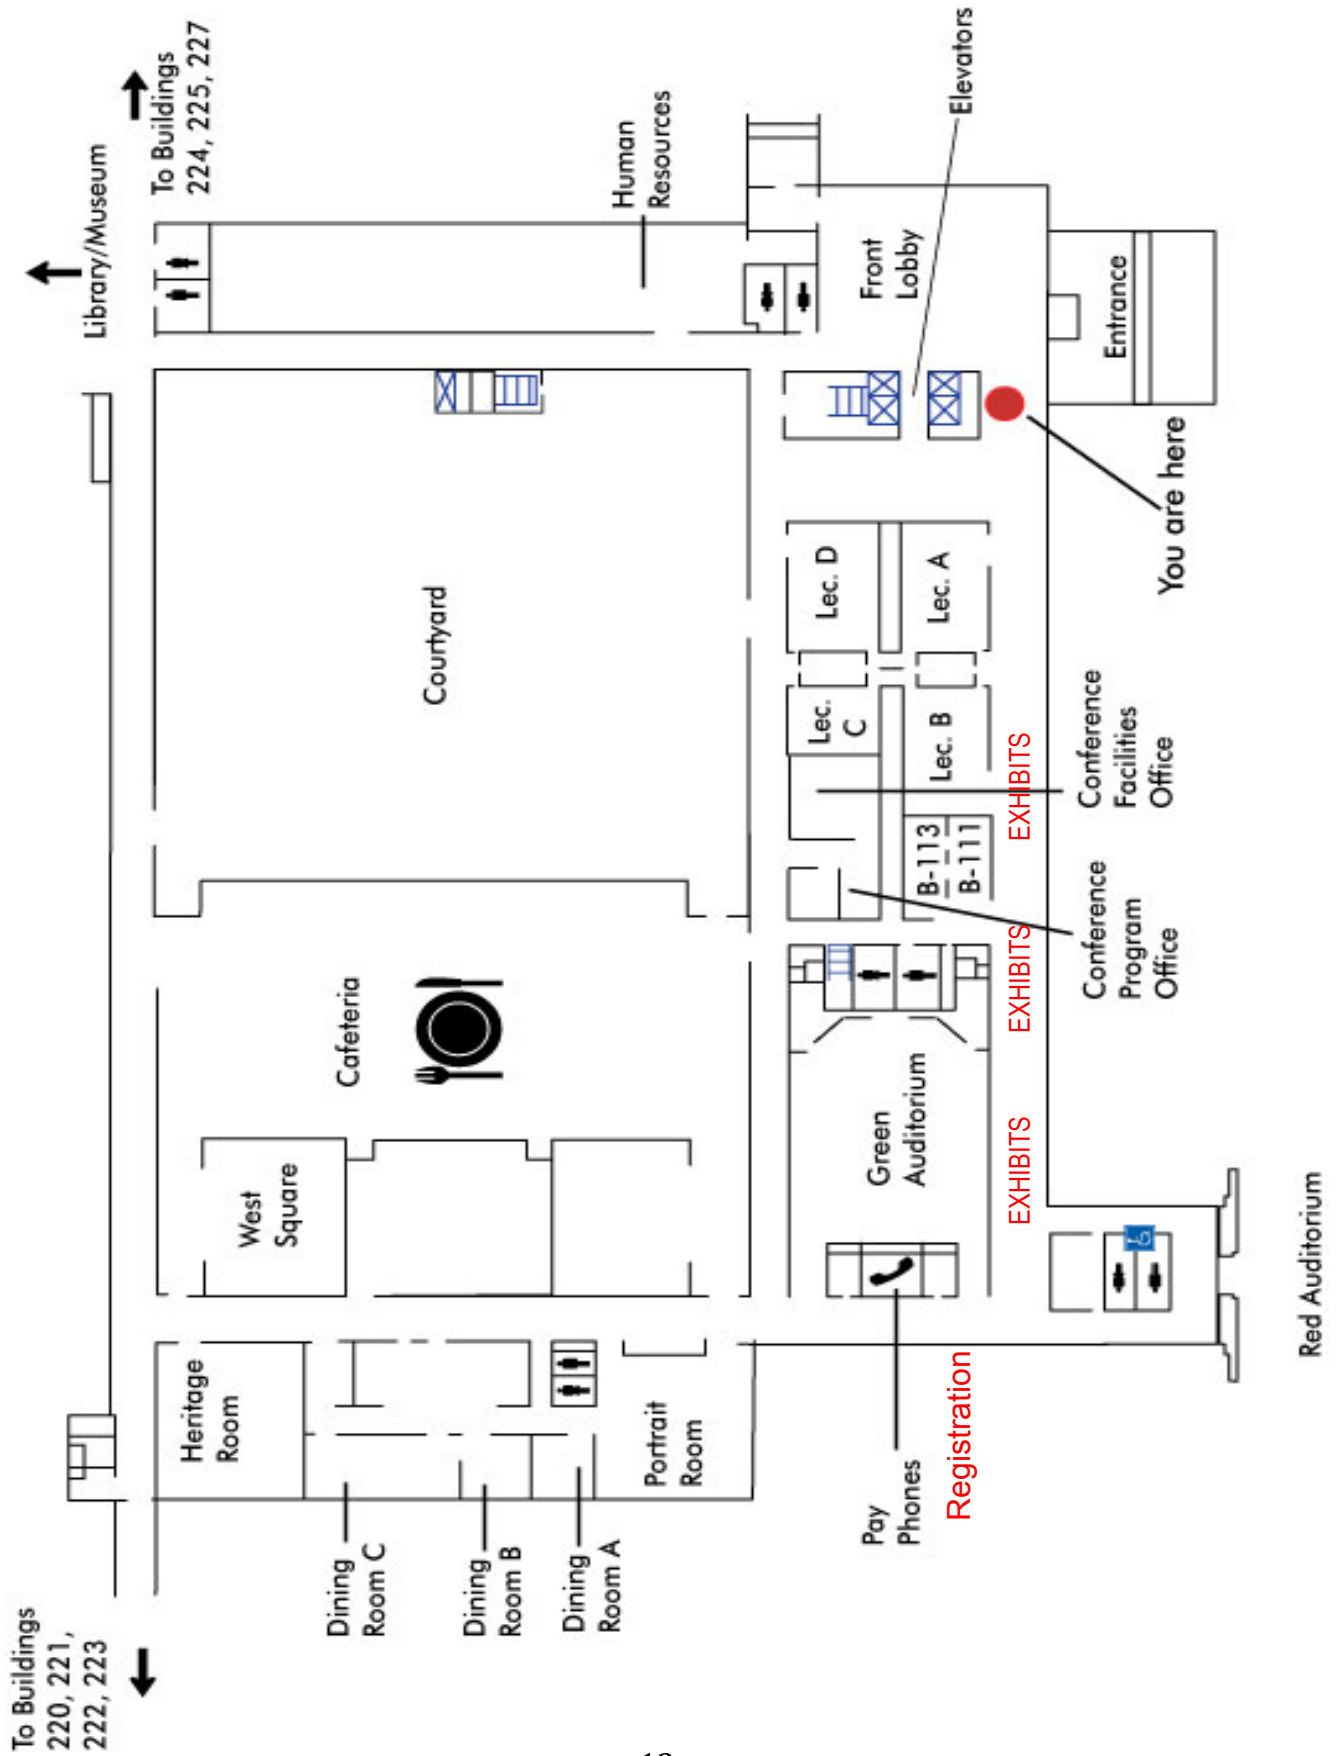 To Buildings
220, 221,
222, 223
Library/Museum
To Buildings
224, 225, 227
Heritage
Room
West
Square
Dining
Room C
Cafeteria
Courtyard
Dining
Room B
Dining
Room A
Human
Resources
Portrait
Room
Pay
Phones
Green
Auditorium
Lec.
C
Lec. D
Front
Lobby
Registration
B-113
B-111
Lec. B
Lec. A
Elevators
EXHIBITS
EXHIBITS
EXHIBITS
Conference
Program
Office
Conference
Facilities
Office
Entrance
You are here
Red Auditorium